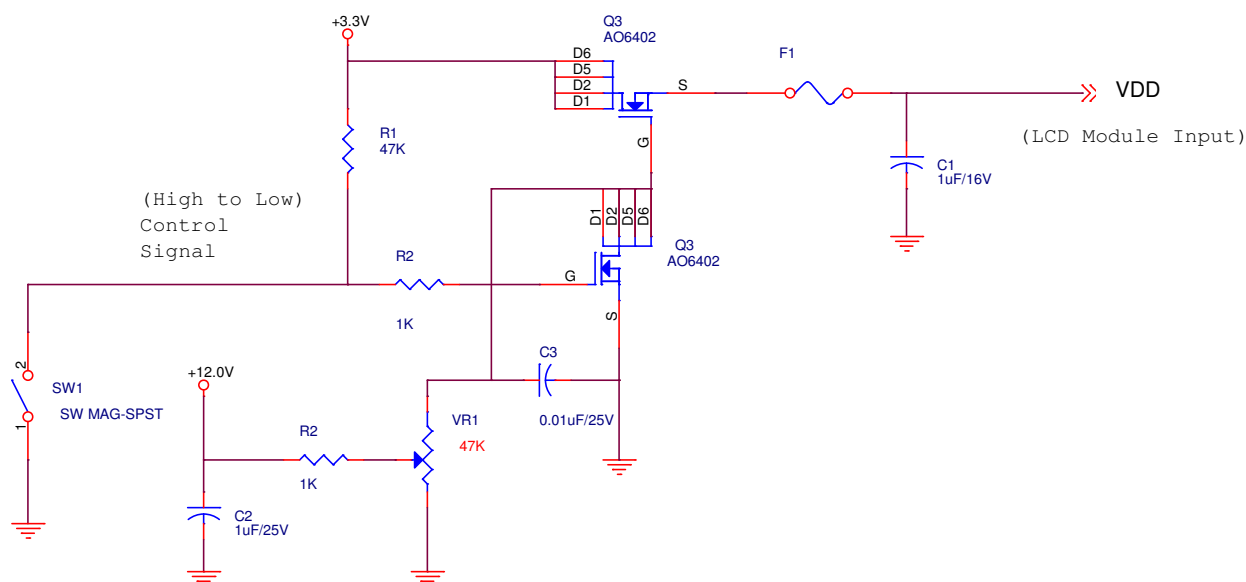 +3.3V
Q3
AO6402
D6
D5
D2
D1
S
G
F1
VDD
(LCD Module Input)
R1
47K
C1
1uF/16V
(High to Low)
Control
Signal
D1
D2
D5
D6
Q3
AO6402
R2
1K
G
S
2
1
SW1
SW MAG-SPST
+12.0V
C3
0.01uF/25V
R2
1K
VR1
47K
C2
1uF/25V